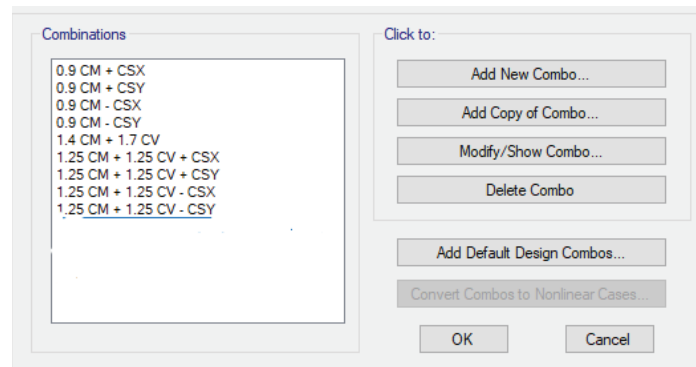 Combinations
0.9 CM + CSX
0.9 CM + CSY
0.9 CM - CSX
0.9 CM - CSY
1.4 CM + 1.7 CV
1.25 CM + 1.25 CV + CSX
1.25 CM + 1.25 CV + CSY
1.25 CM + 1.25 CV - CSX
1.25 CM + 1.25 CV - CSY
Click to:
Add New Combo...
Add Copy of Combo...
Modify/Show Combo...
Delete Combo
Add Default Design Combos...
Convert Combos to Nonlinear Cases...
OK
Cancel